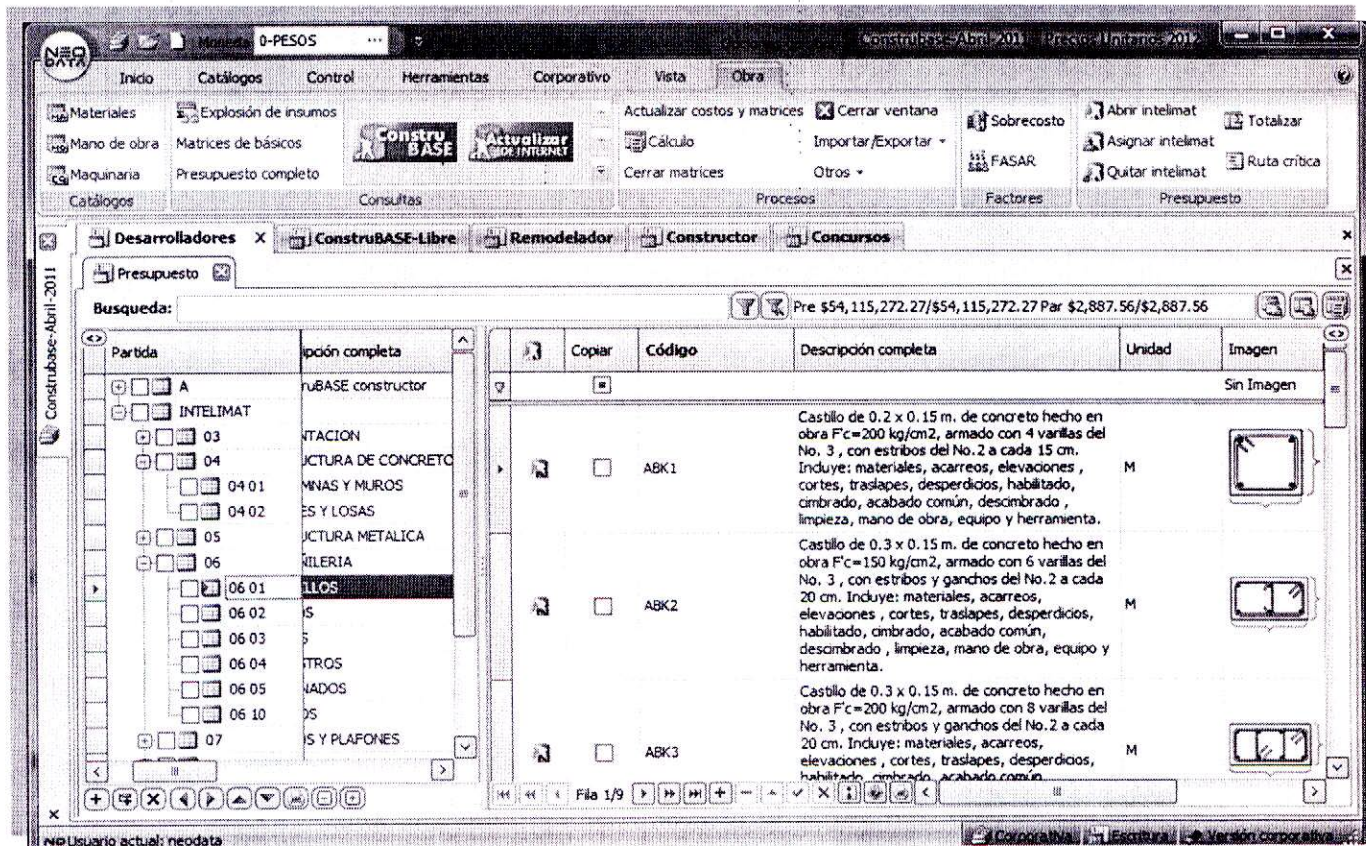 NEO DATA
Moneda 0-PESOS ...
Construbase-Abril-2011 Precios Unitarios 2012
Inicio Catálogos Control Herramientas Corporativo Vista Obra
Materiales Explosión de insumos Actualizar costos y matrices Cerrar ventana Sobrecosto Abrir intelimat Totalizar
Mano de obra Matrices de básicos Constru BASE Actualizar DE INTERNET Cálculo Importar/Exportar Asignar intelimat
Maquinaria Presupuesto completo Cerrar matrices Otros FASAR Quitar intelimat Ruta crítica
Catálogos Consultas Procesos Factores Presupuesto
Desarrolladores X ConstruBASE-Libre Remodelador Constructor Concursos
Construbase-Abril-2011
Presupuesto
Busqueda: Pre $54,115,272.27/$54,115,272.27 Par $2,887.56/$2,887.56
Partida ipción completa
A ruBASE constructor
INTELIMAT
03 NTACION
04 JCTURA DE CONCRETO
04 01 MNAS Y MUROS
04 02 ES Y LOSAS
05 JCTURA METALICA
06 ÑILERIA
06 01 LLOS
06 02 OS
06 03 S
06 04 TROS
06 05 NADOS
06 10 OS
07 S Y PLAFONES
Copiar Código Descripción completa Unidad Imagen
Sin Imagen
Castillo de 0.2 x 0.15 m. de concreto hecho en
obra F'c=200 kg/cm2, armado con 4 varillas del
No. 3 , con estribos del No.2 a cada 15 cm.
ABK1 Incluye: materiales, acarreos, elevaciones , M
cortes, traslapes, desperdicios, habilitado,
cimbrado, acabado común, descimbrado ,
limpieza, mano de obra, equipo y herramienta.
Castillo de 0.3 x 0.15 m. de concreto hecho en
obra F'c=150 kg/cm2, armado con 6 varillas del
No. 3 , con estribos y ganchos del No.2 a cada
20 cm. Incluye: materiales, acarreos,
ABK2 elevaciones , cortes, traslapes, desperdicios, M
habilitado, cimbrado, acabado común,
descimbrado , limpieza, mano de obra, equipo y
herramienta.
Castillo de 0.3 x 0.15 m. de concreto hecho en
obra F'c=200 kg/cm2, armado con 8 varillas del
No. 3 , con estribos y ganchos del No.2 a cada
20 cm. Incluye: materiales, acarreos,
ABK3 elevaciones , cortes, traslapes, desperdicios, M
habilitado, cimbrado, acabado común,
Fila 1/9
Usuario actual: neodata
Corporativa Escritura Versión corporativa